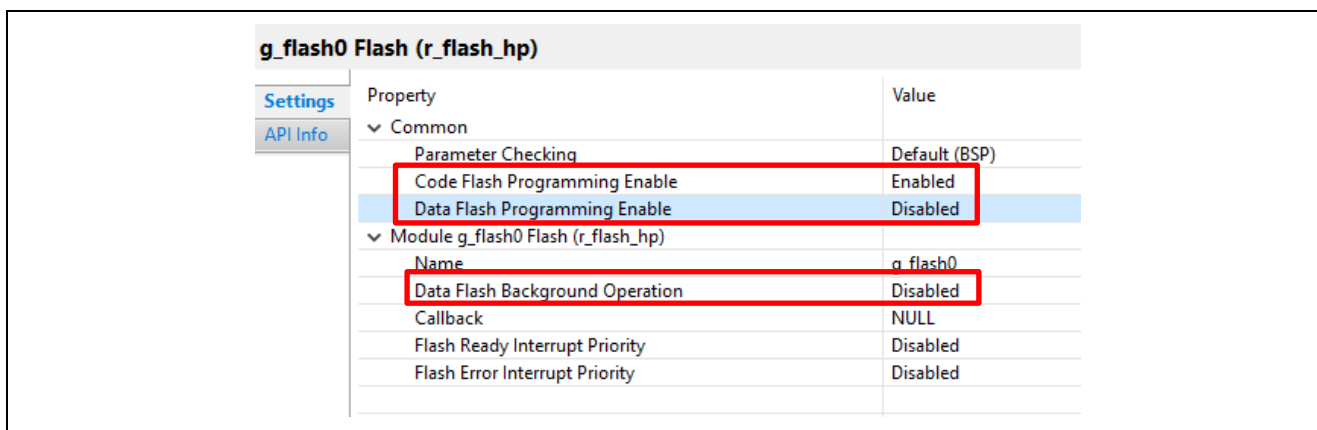 g_flash0 Flash (r_flash_hp)
Settings
API Info
Property Value
Common
Parameter Checking Default (BSP)
Code Flash Programming Enable Enabled
Data Flash Programming Enable Disabled
Module g_flash0 Flash (r_flash_hp)
Name g_flash0
Data Flash Background Operation Disabled
Callback NULL
Flash Ready Interrupt Priority Disabled
Flash Error Interrupt Priority Disabled